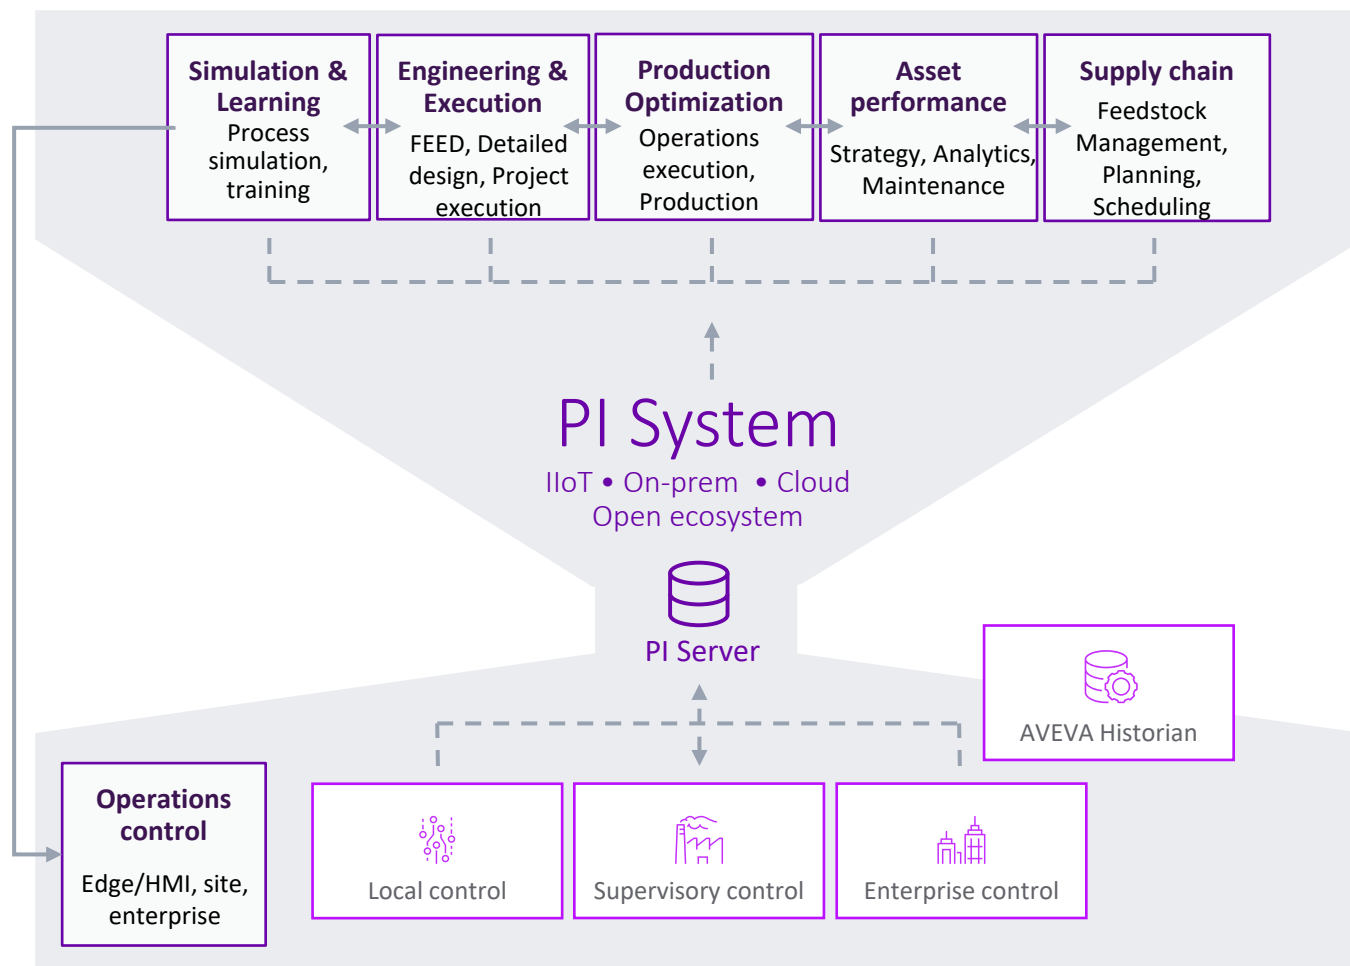 Simulation &
Learning
Process
simulation,
training
Engineering &
Execution
FEED, Detailed
design, Project
execution
Production
Optimization
Operations
execution,
Production
Asset
performance
Strategy, Analytics,
Maintenance
Supply chain
Feedstock
Management,
Planning,
Scheduling
PI System
IIoT • On-prem • Cloud
Open ecosystem
PI Server
AVEVA Historian
Operations
control
Edge/HMI, site,
enterprise
Local control
Supervisory control
Enterprise control